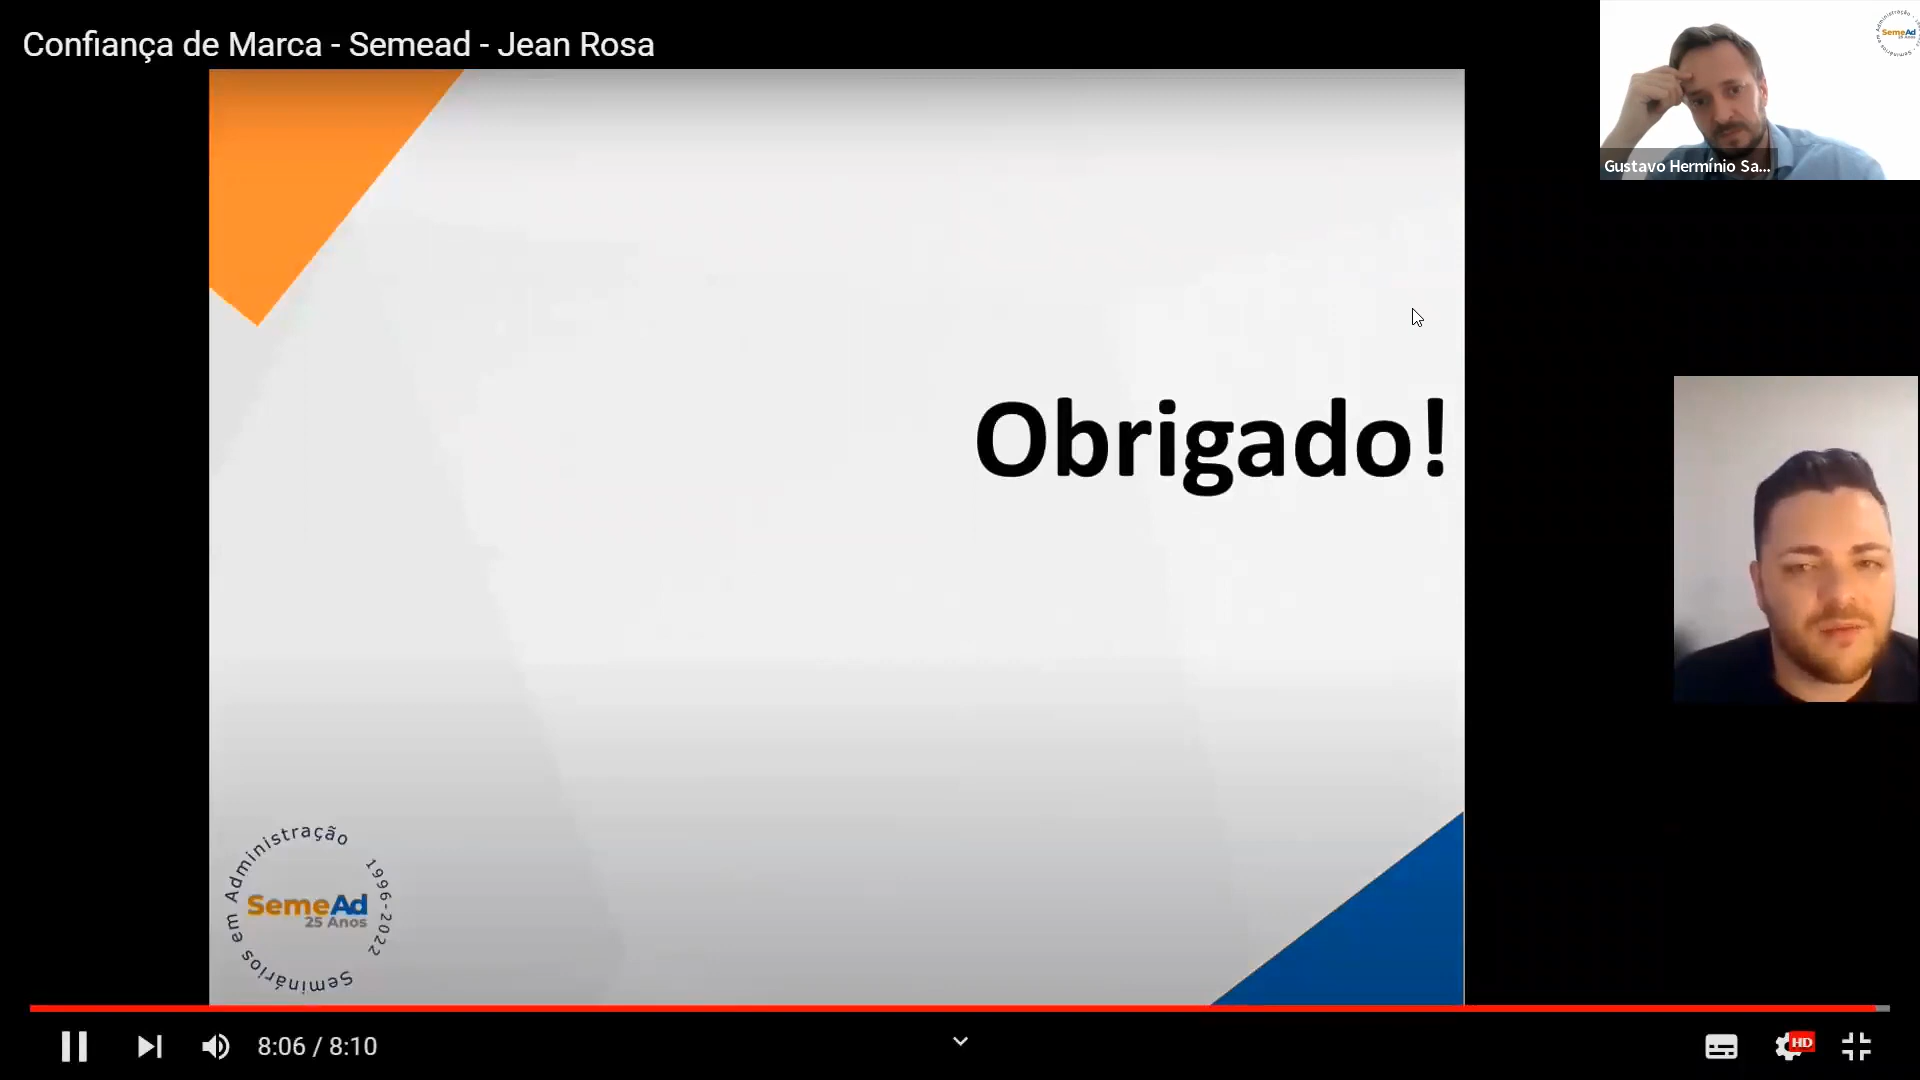 Confiança de Marca - Semead - Jean Rosa
SemeAd
Gustavo Hermínio Sa...
Obrigado!
Seminários em Administração 1996-2022
SemeAd
25 Anos
8:06 / 8:10
HD